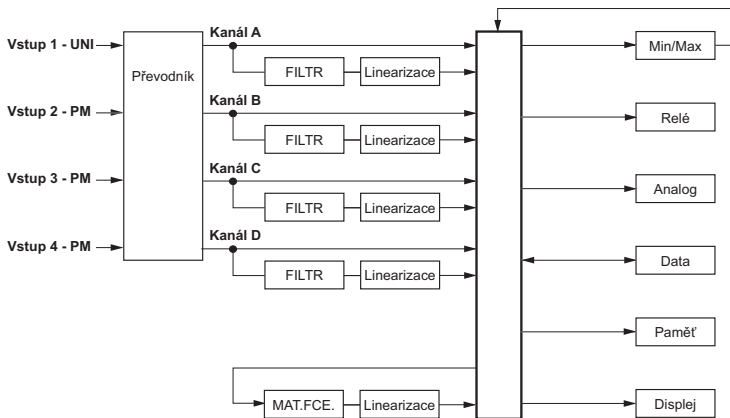 Kanál A
Vstup 1 - UNI
Min/Max
Převodník
FILTR
Linearizace
Kanál B
Vstup 2 - PM
Relé
FILTR
Linearizace
Kanál C
Vstup 3 - PM
Analog
FILTR
Linearizace
Kanál D
Vstup 4 - PM
Data
FILTR
Linearizace
Paměť
MAT.FCE.
Linearizace
Displej